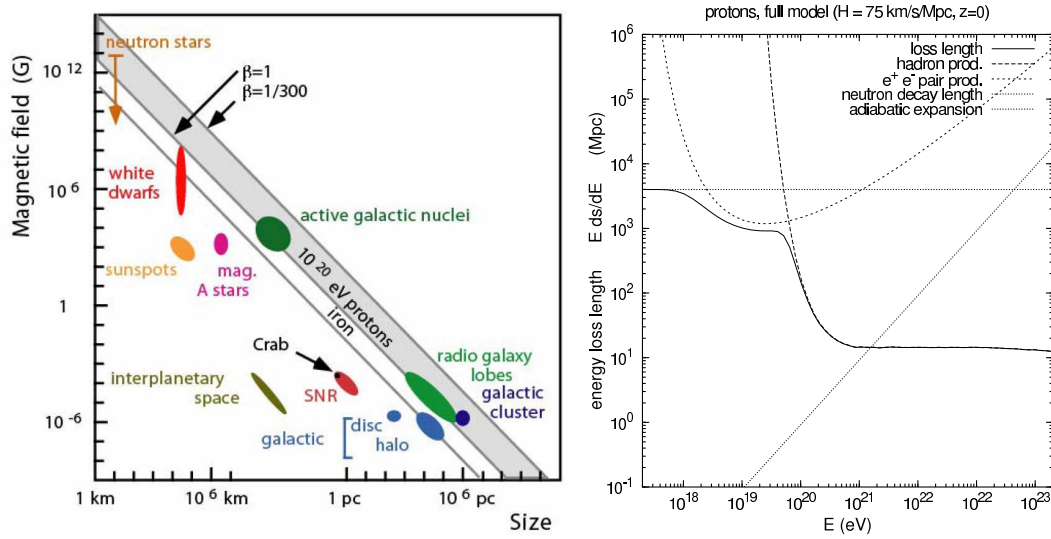 Magnetic field (G)
10 12
10 6
1
10 -6
neutron stars
β=1
β=1/300
white
dwarfs
active galactic nuclei
sunspots
mag.
A stars
10 20 eV protons
iron
Crab
interplanetary
space
SNR
radio galaxy
lobes
galactic
cluster
galactic
disc
halo
1 km
10 6 km
1 pc
10 6 pc
Size
protons, full model (H = 75 km/s/Mpc, z=0)
loss length
hadron prod.
e+ e- pair prod.
neutron decay length
adiabatic expansion
energy loss length E ds/dE (Mpc)
10^6
10^5
10^4
10^3
10^2
10^1
10^0
10^-1
10^18
10^19
10^20
10^21
10^22
10^22
10^23
E (eV)